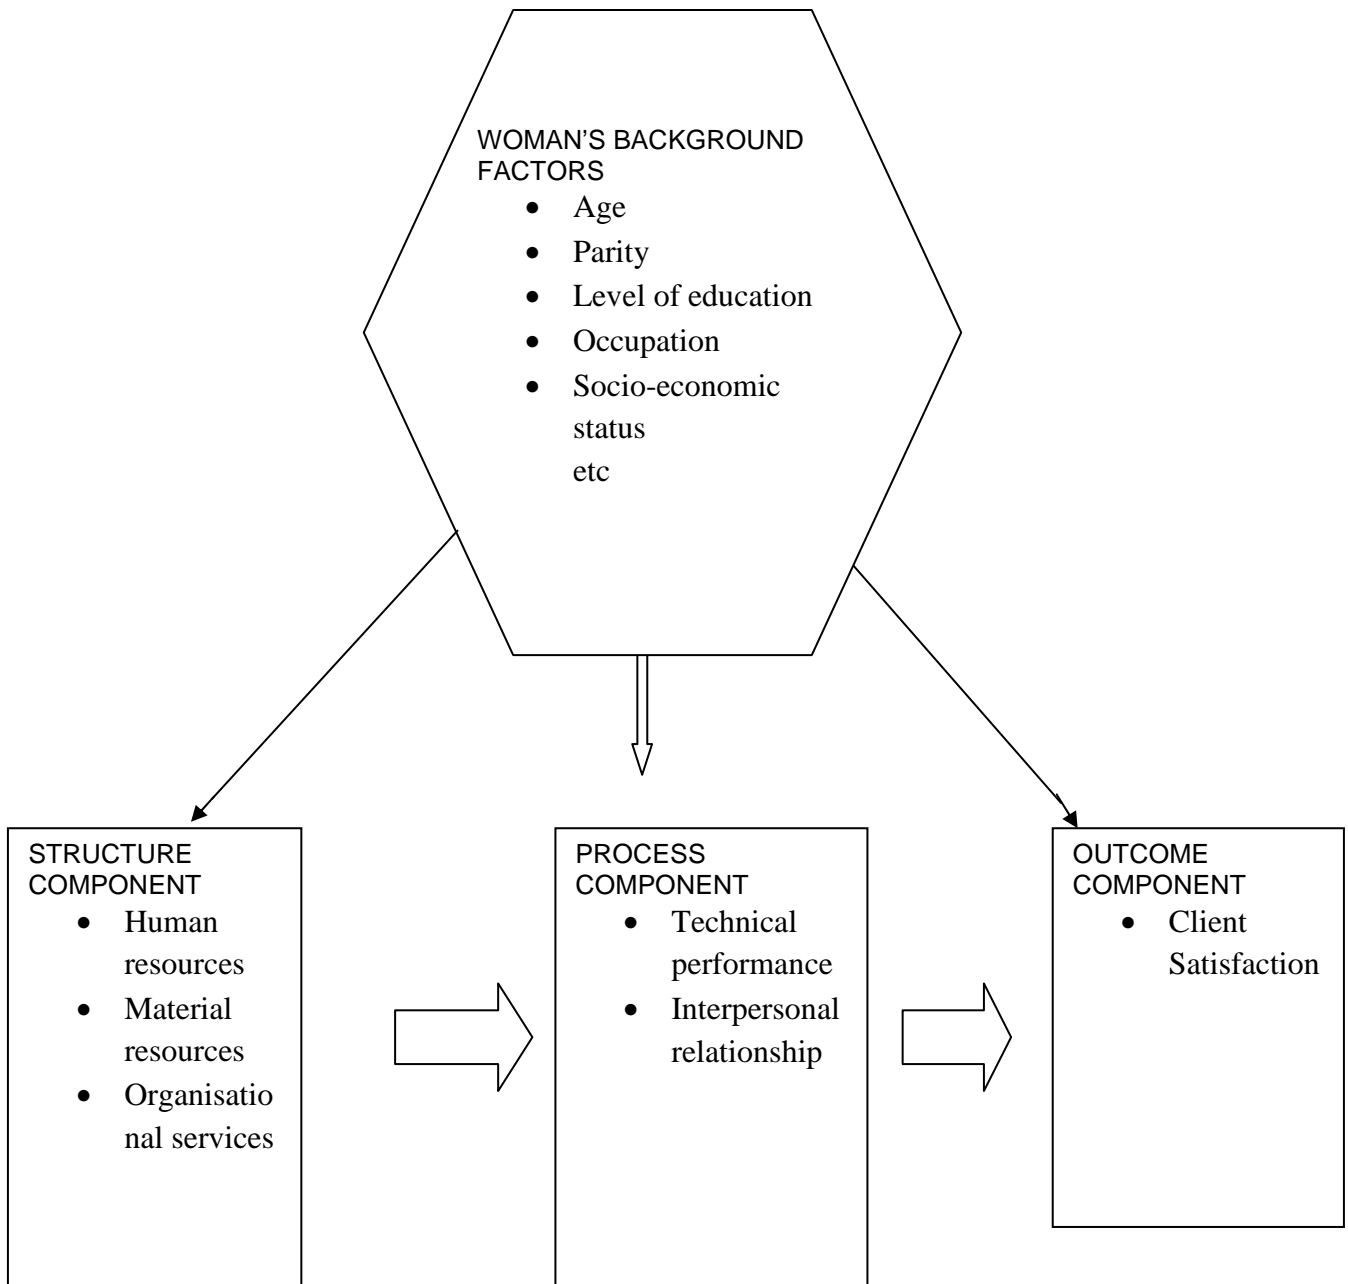 WOMAN'S BACKGROUND
FACTORS
• Age
• Parity
• Level of education
• Occupation
• Socio-economic
status
etc
STRUCTURE
COMPONENT
• Human
resources
• Material
resources
• Organisatio
nal services
PROCESS
COMPONENT
• Technical
performance
• Interpersonal
relationship
OUTCOME
COMPONENT
• Client
Satisfaction